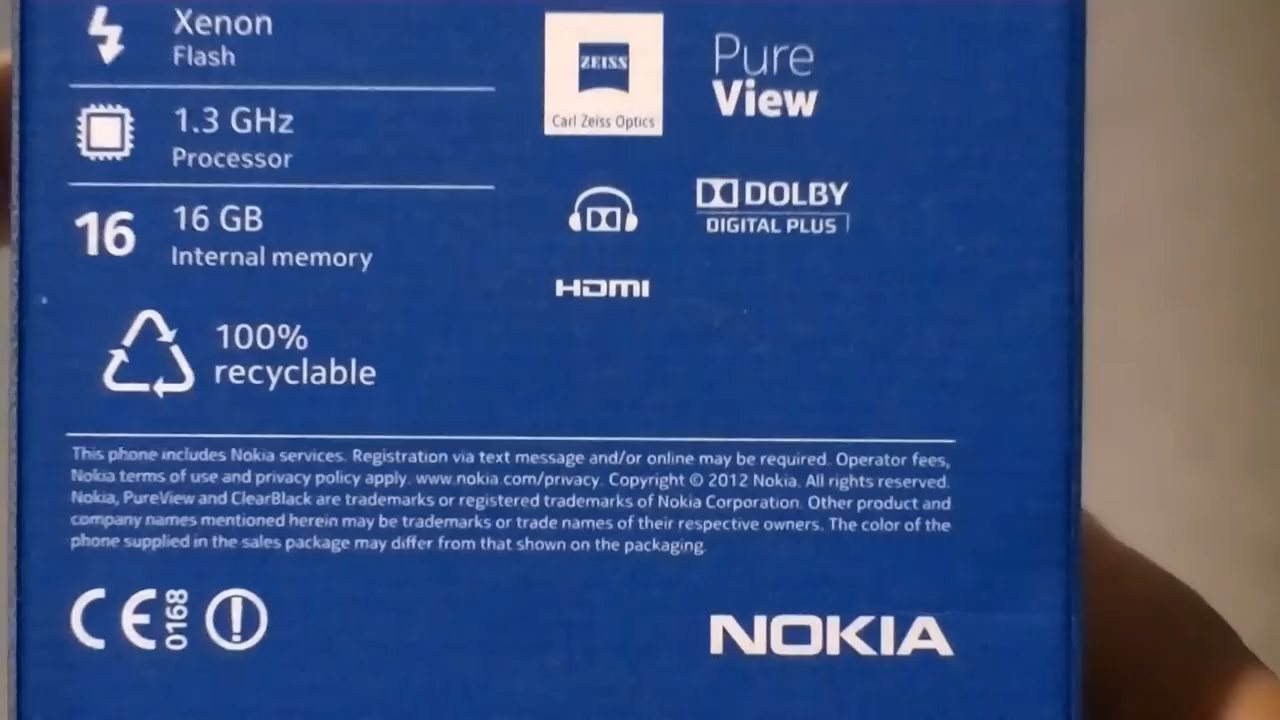 Xenon
Flash
1.3 GHz
Processor
16
16 GB
Internal memory
100%
recyclable
ZEISS
Carl Zeiss Optics
Pure
View
DOLBY
DIGITAL PLUS
HDMI
This phone includes Nokia services. Registration via text message and/or online may be required. Operator fees,
Nokia terms of use and privacy policy apply. www.nokia.com/privacy. Copyright © 2012 Nokia. All rights reserved.
Nokia, PureView and ClearBlack are trademarks or registered trademarks of Nokia Corporation. Other product and
company names mentioned herein may be trademarks or trade names of their respective owners. The color of the
phone supplied in the sales package may differ from that shown on the packaging.
CE 0168
NOKIA